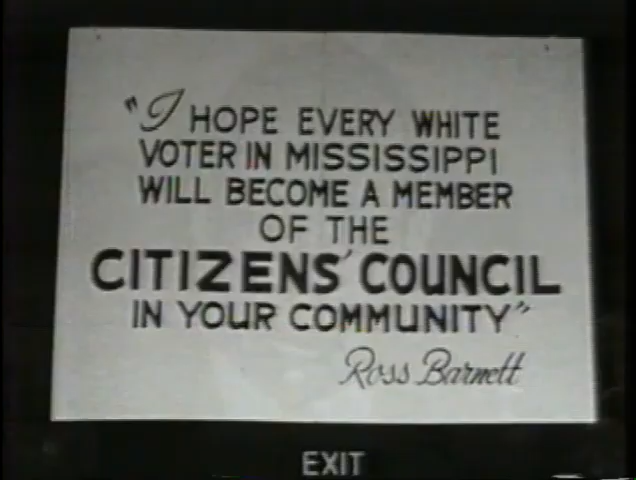 "I HOPE EVERY WHITE
VOTER IN MISSISSIPPI
WILL BECOME A MEMBER
OF THE
CITIZENS' COUNCIL
IN YOUR COMMUNITY"
Ross Barnett
EXIT